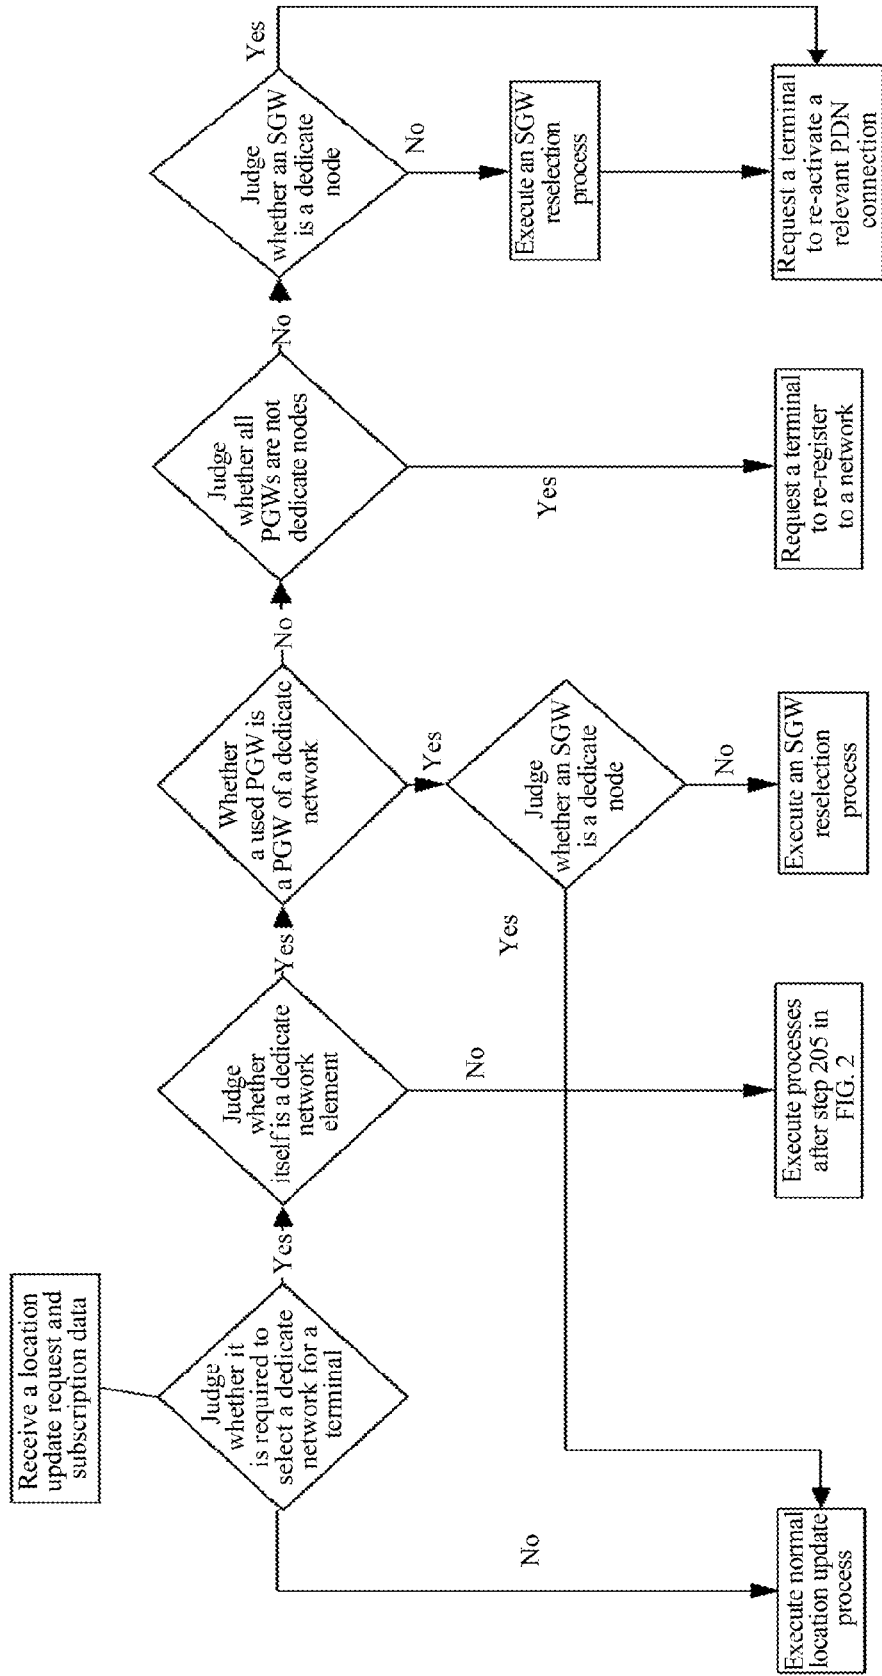 Receive a location
update request and
subscription data
Judge
whether it
is required to
select a dedicate
network for a
terminal
No
Execute normal
location update
process
Yes
Judge
whether
itself is a dedicate
network
element
No
Execute processes
after step 205 in
FIG. 2
Yes
Whether
a used PGW is
a PGW of a dedicate
network
Yes
Judge
whether an SGW
is a dedicate
node
Yes
No
Execute an SGW
reselection
process
No
Judge
whether all
PGWs are not
dedicate nodes
Yes
Request a terminal
to re-register
to a network
No
Judge
whether an SGW
is a dedicate
node
Yes
No
Execute an SGW
reselection
process
Request a terminal
to re-activate a
relevant PDN
connection